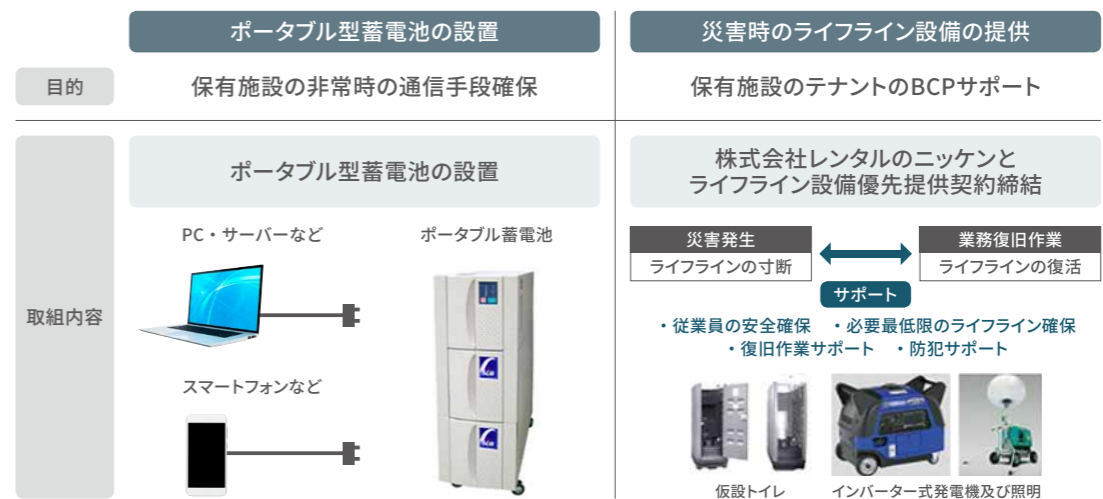 ポータブル型蓄電池の設置
災害時のライフライン設備の提供
目的
保有施設の非常時の通信手段確保
保有施設のテナントのBCPサポート
取組内容
ポータブル型蓄電池の設置
PC・サーバーなど
ポータブル蓄電池
スマートフォンなど
株式会社レンタルのニッケンと
ライフライン設備優先提供契約締結
災害発生
ライフラインの寸断
業務復旧作業
ライフラインの復活
サポート
・従業員の安全確保 ・必要最低限のライフライン確保
・復旧作業サポート ・防犯サポート
仮設トイレ
インバーター式発電機及び照明